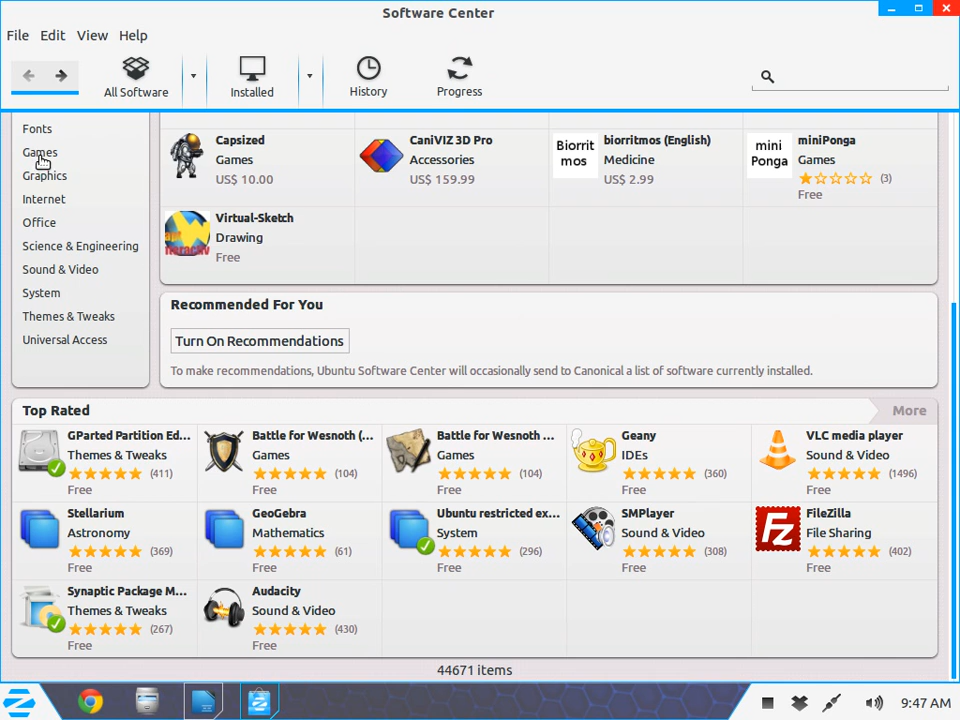 Software Center
File Edit View Help
All Software Installed History Progress
Fonts
Games
Graphics
Internet
Office
Science & Engineering
Sound & Video
System
Themes & Tweaks
Universal Access
Capsized
Games
US$ 10.00
CaniVIZ 3D Pro
Accessories
US$ 159.99
Biorrit
mos
biorritmos (English)
Medicine
US$ 2.99
mini
Ponga
miniPonga
Games
(3)
Free
Virtual-Sketch
Drawing
Free
Recommended For You
Turn On Recommendations
To make recommendations, Ubuntu Software Center will occasionally send to Canonical a list of software currently installed.
Top Rated More
GParted Partition Ed...
Themes & Tweaks
(411)
Free
Battle for Wesnoth (...
Games
(104)
Free
Battle for Wesnoth ...
Games
(104)
Free
Geany
IDEs
(360)
Free
VLC media player
Sound & Video
(1496)
Free
Stellarium
Astronomy
(369)
Free
GeoGebra
Mathematics
(61)
Free
Ubuntu restricted ex...
System
(296)
Free
SMPlayer
Sound & Video
(308)
Free
Fz
FileZilla
File Sharing
(402)
Free
Synaptic Package M...
Themes & Tweaks
(267)
Free
Audacity
Sound & Video
(430)
Free
44671 items
9:47 AM